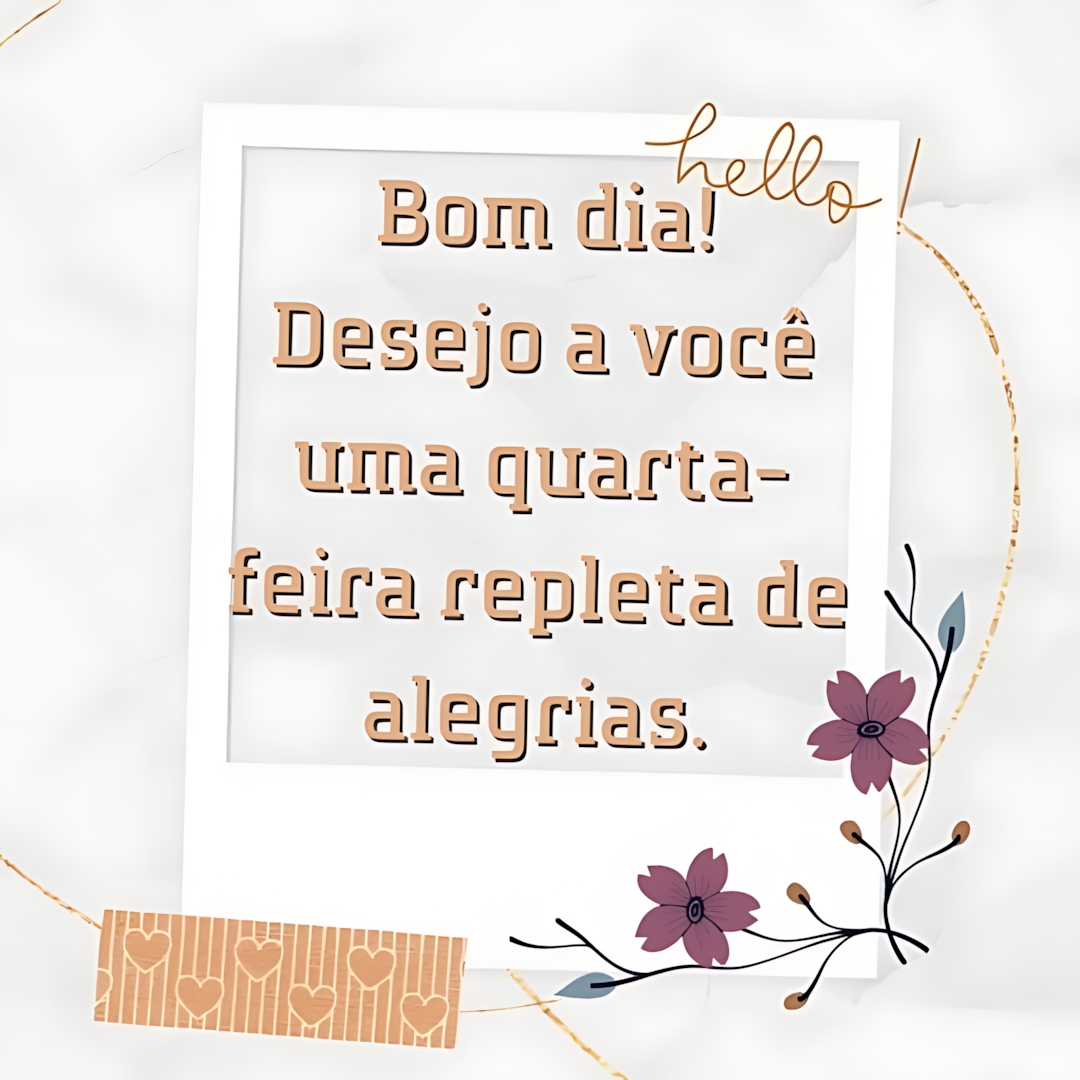 hello!
Bom dia!
Desejo a você
uma quarta-
feira repleta de
alegrias.